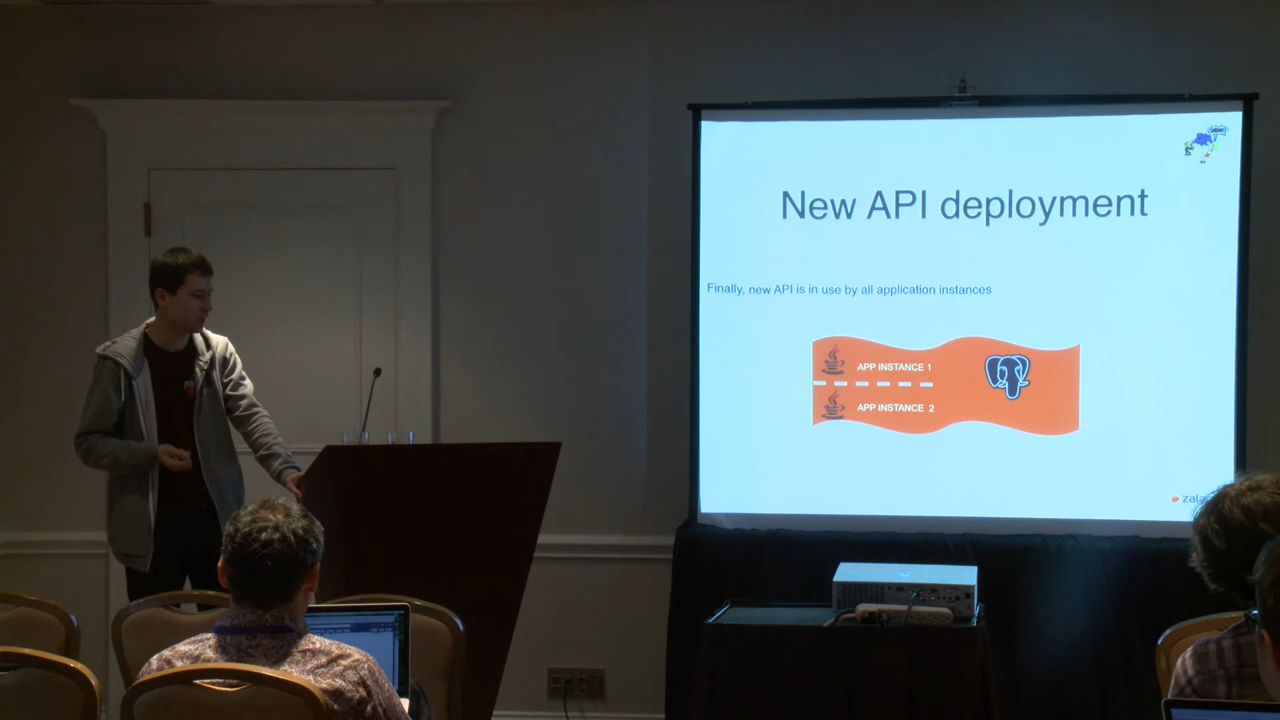 New API deployment
Finally, new API is in use by all application instances
APP INSTANCE 1
APP INSTANCE 2